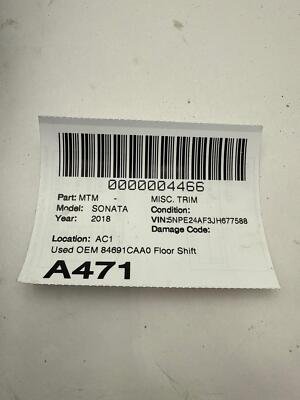 0000004466
Part: MTM - MISC. TRIM
Model: SONATA Condition:
Year: 2018 VIN:5NPE24AF3JH677588
Damage Code:
Location: AC1
Used OEM 84691CAA0 Floor Shift
A471